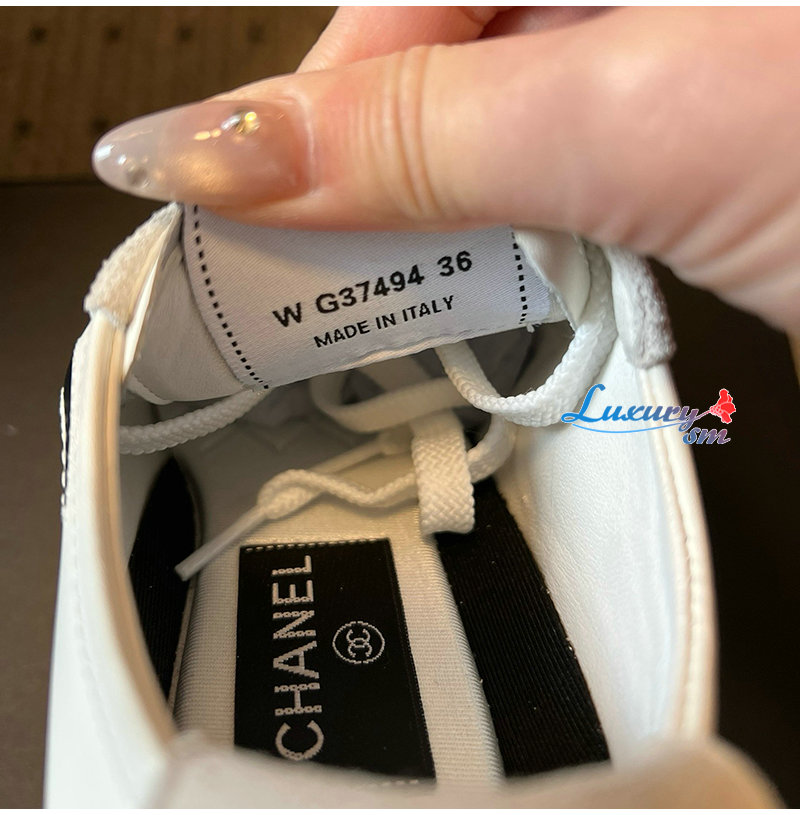 W G37494 36
MADE IN ITALY
Luxury
sm
CHANEL